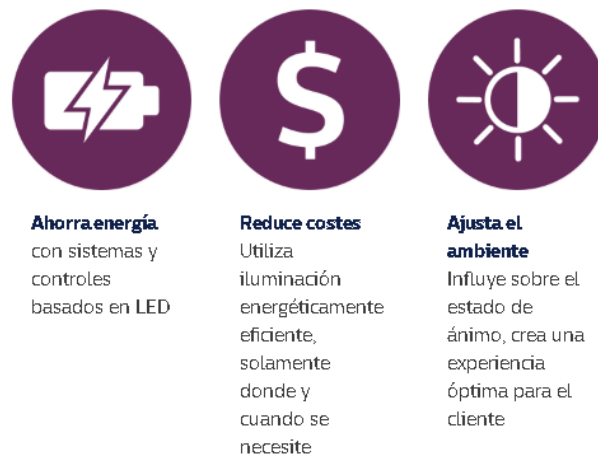 $
Ahorra energía
con sistemas y
controles
basados en LED
Reduce costes
Utiliza
iluminación
energéticamente
eficiente,
solamente
donde y
cuando se
necesite
Ajusta el
ambiente
Influye sobre el
estado de
ánimo, crea una
experiencia
óptima para el
cliente